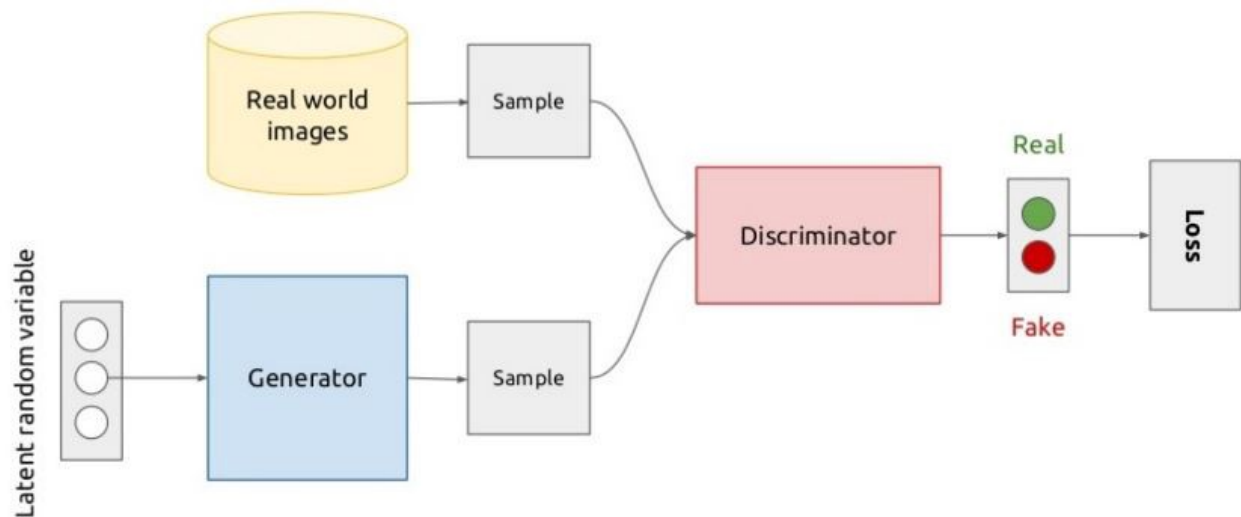 Real world
images
Sample
Real
Discriminator
Loss
Fake
Latent random variable
Generator
Sample